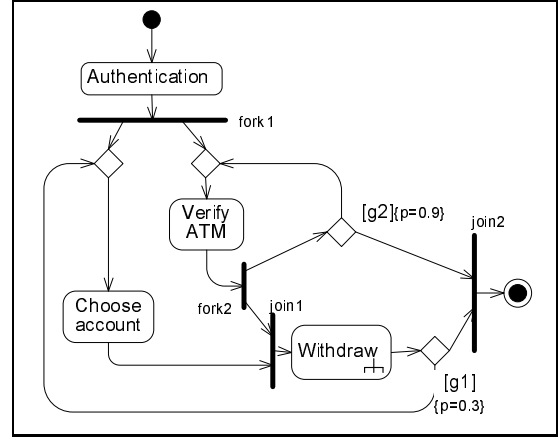 Authentication
fork1
[g2]{p=0.9}
join2
Verify
ATM
fork2
join1
Choose
account
Withdraw
[g1]
{p=0.3}